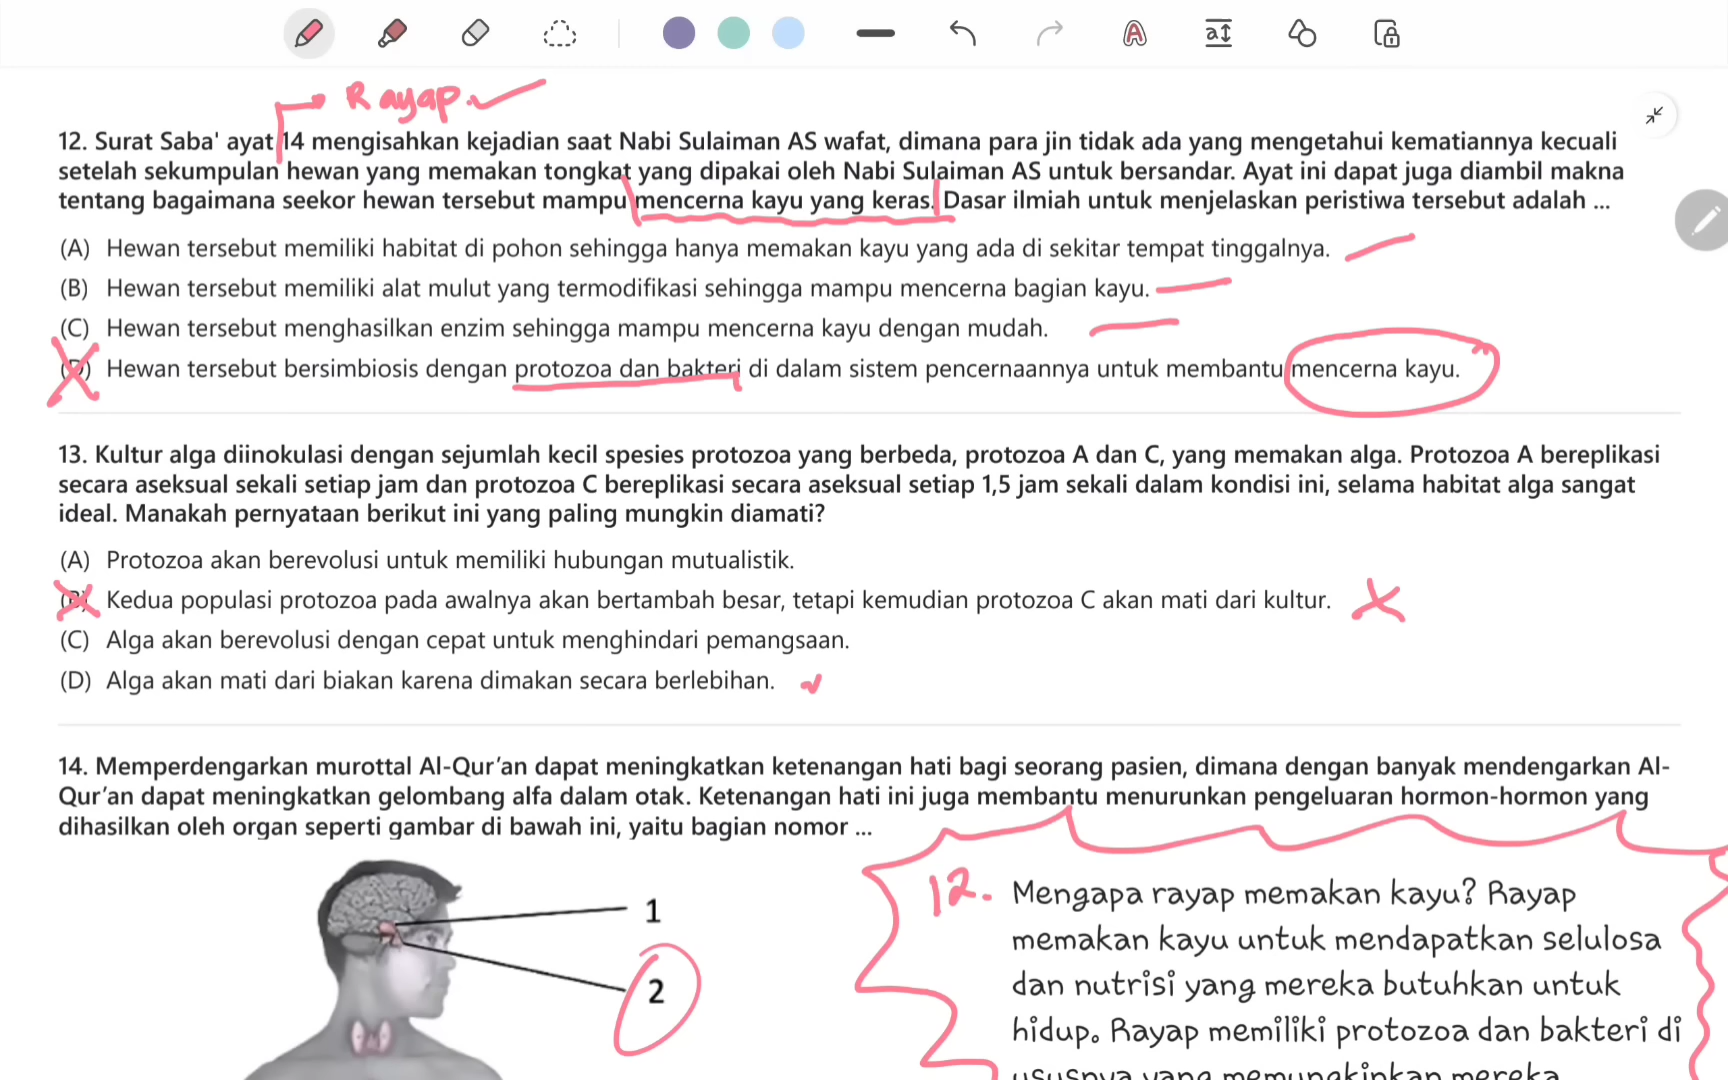 Rayap.
12. Surat Saba' ayat 14 mengisahkan kejadian saat Nabi Sulaiman AS wafat, dimana para jin tidak ada yang mengetahui kematiannya kecuali
setelah sekumpulan hewan yang memakan tongkat yang dipakai oleh Nabi Sulaiman AS untuk bersandar. Ayat ini dapat juga diambil makna
tentang bagaimana seekor hewan tersebut mampu mencerna kayu yang keras. Dasar ilmiah untuk menjelaskan peristiwa tersebut adalah ...
(A) Hewan tersebut memiliki habitat di pohon sehingga hanya memakan kayu yang ada di sekitar tempat tinggalnya.
(B) Hewan tersebut memiliki alat mulut yang termodifikasi sehingga mampu mencerna bagian kayu.
(C) Hewan tersebut menghasilkan enzim sehingga mampu mencerna kayu dengan mudah.
(D) Hewan tersebut bersimbiosis dengan protozoa dan bakteri di dalam sistem pencernaannya untuk membantu mencerna kayu.
13. Kultur alga diinokulasi dengan sejumlah kecil spesies protozoa yang berbeda, protozoa A dan C, yang memakan alga. Protozoa A bereplikasi
secara aseksual sekali setiap jam dan protozoa C bereplikasi secara aseksual setiap 1,5 jam sekali dalam kondisi ini, selama habitat alga sangat
ideal. Manakah pernyataan berikut ini yang paling mungkin diamati?
(A) Protozoa akan berevolusi untuk memiliki hubungan mutualistik.
(B) Kedua populasi protozoa pada awalnya akan bertambah besar, tetapi kemudian protozoa C akan mati dari kultur.
(C) Alga akan berevolusi dengan cepat untuk menghindari pemangsaan.
(D) Alga akan mati dari biakan karena dimakan secara berlebihan.
14. Memperdengarkan murottal Al-Qur'an dapat meningkatkan ketenangan hati bagi seorang pasien, dimana dengan banyak mendengarkan Al-
Qur'an dapat meningkatkan gelombang alfa dalam otak. Ketenangan hati ini juga membantu menurunkan pengeluaran hormon-hormon yang
dihasilkan oleh organ seperti gambar di bawah ini, yaitu bagian nomor ...
1
2
12. Mengapa rayap memakan kayu? Rayap
memakan kayu untuk mendapatkan selulosa
dan nutrisi yang mereka butuhkan untuk
hidup. Rayap memiliki protozoa dan bakteri di
ususnya yang memungkinkan mereka